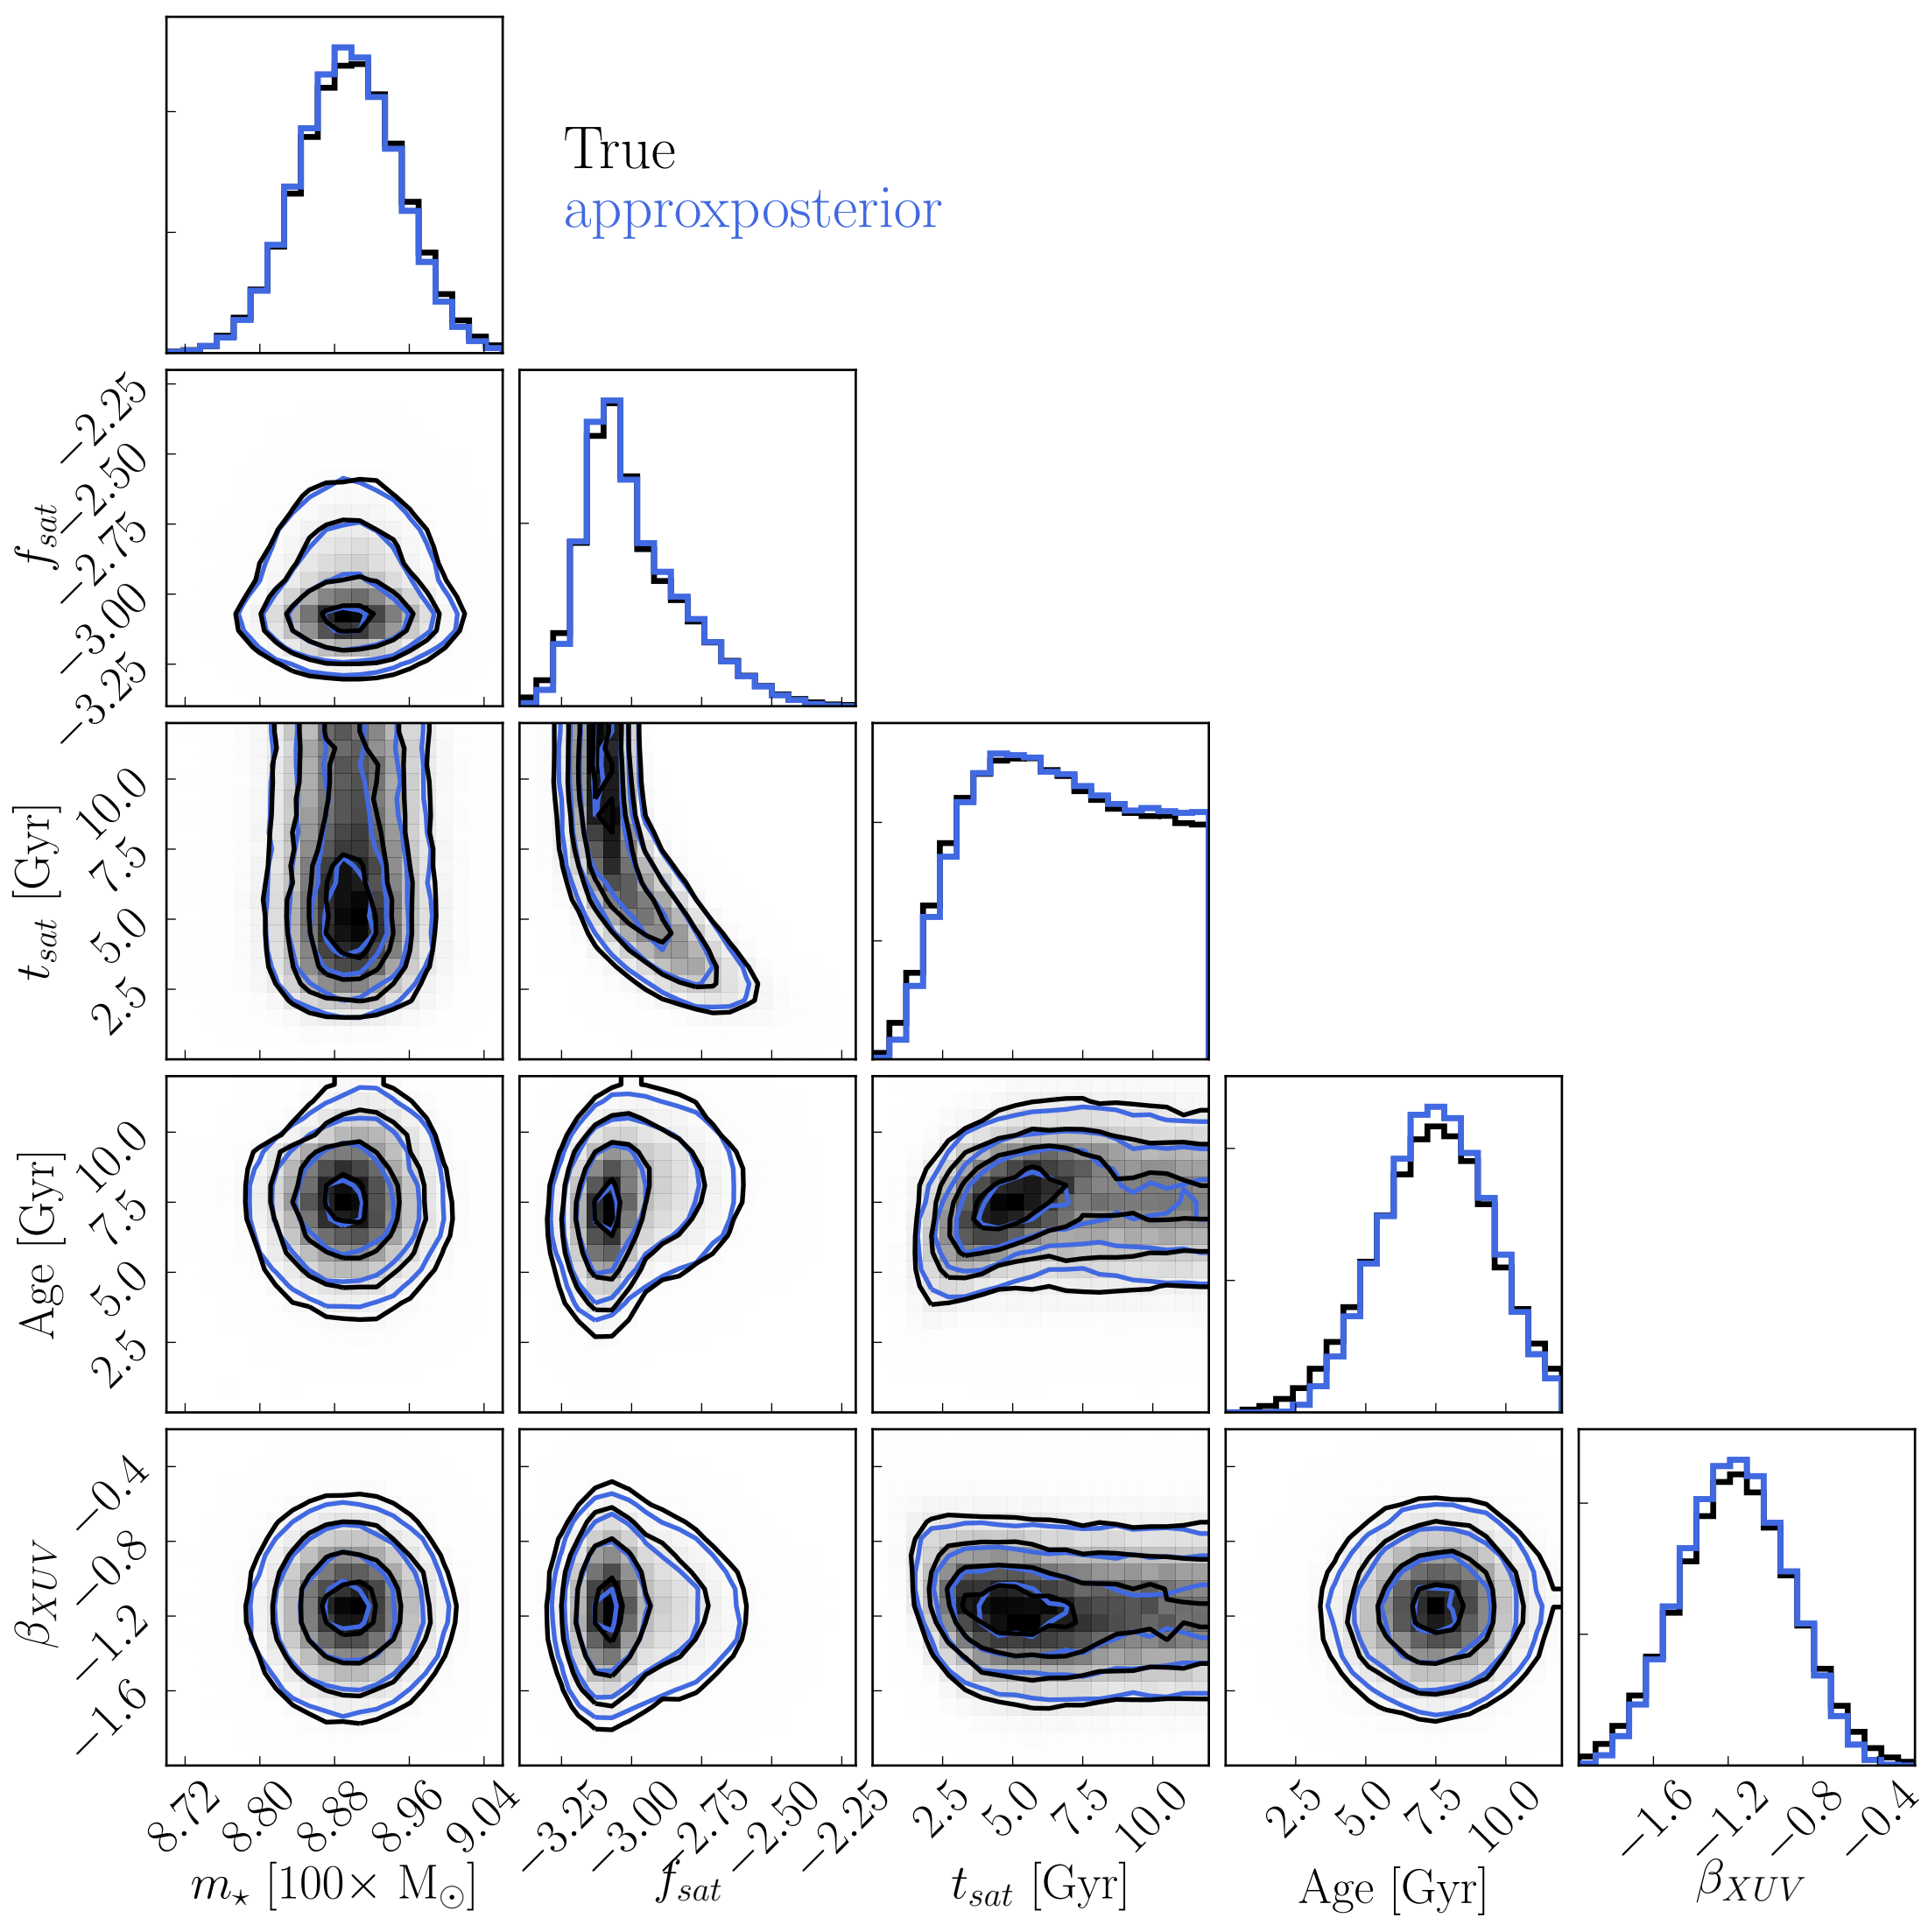 True
approxposterior
−2.25
−2.50
−2.75
−3.00
−3.25
f_sat
10.0
7.5
5.0
2.5
t_sat [Gyr]
10.0
7.5
5.0
2.5
Age [Gyr]
−0.4
−0.8
−1.2
−1.6
β_XUV
8.72 8.80 8.88 8.96 9.04
−3.25 −3.00 −2.75 −2.50 −2.25
2.5 5.0 7.5 10.0
2.5 5.0 7.5 10.0
−1.6 −1.2 −0.8 −0.4
m⋆ [100× M⊙]
f_sat
t_sat [Gyr]
Age [Gyr]
β_XUV